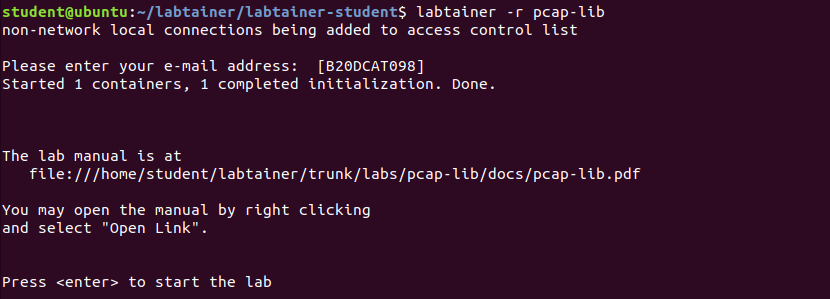 student@ubuntu:~/labtainer/labtainer-student$ labtainer -r pcap-lib
non-network local connections being added to access control list
Please enter your e-mail address:  [B20DCAT098]
Started 1 containers, 1 completed initialization. Done.
The lab manual is at
   file:///home/student/labtainer/trunk/labs/pcap-lib/docs/pcap-lib.pdf
You may open the manual by right clicking
and select "Open Link".
Press <enter> to start the lab